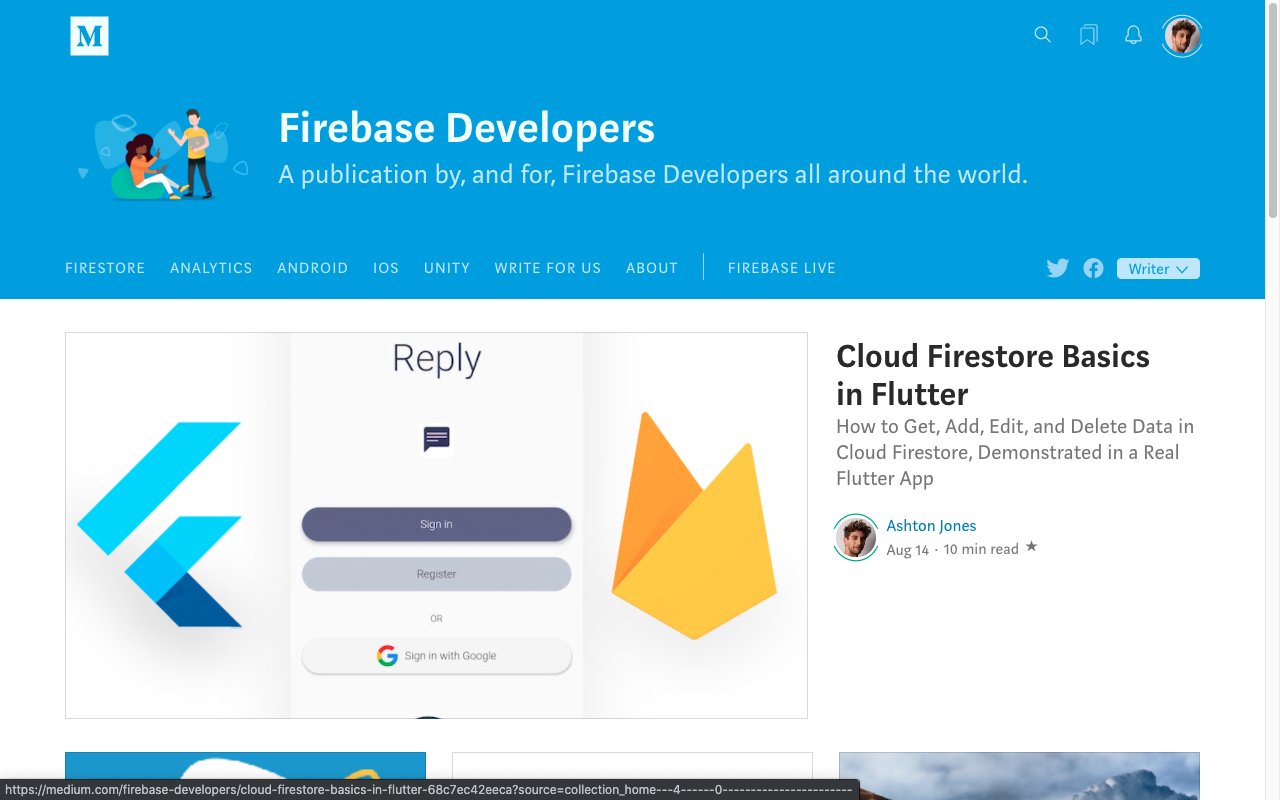 M
Firebase Developers
A publication by, and for, Firebase Developers all around the world.
FIRESTORE ANALYTICS ANDROID IOS UNITY WRITE FOR US ABOUT FIREBASE LIVE
Writer
Reply
Sign in
Register
OR
Sign in with Google
Cloud Firestore Basics
in Flutter
How to Get, Add, Edit, and Delete Data in
Cloud Firestore, Demonstrated in a Real
Flutter App
Ashton Jones
Aug 14 · 10 min read
https://medium.com/firebase-developers/cloud-firestore-basics-in-flutter-68c7ec42eeca?source=collection_home---4------0-----------------------